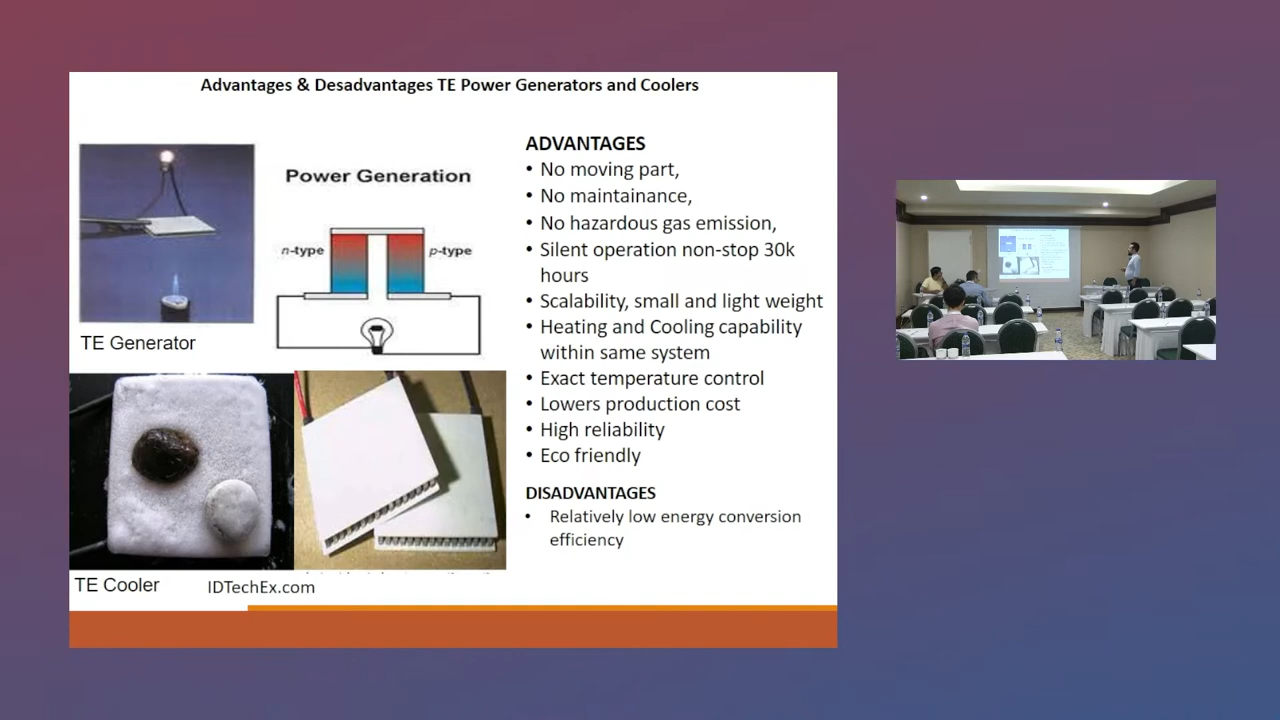 Advantages & Desadvantages TE Power Generators and Coolers
Power Generation
n-type
p-type
TE Generator
TE Cooler
IDTechEx.com
ADVANTAGES
• No moving part,
• No maintainance,
• No hazardous gas emission,
• Silent operation non-stop 30k
hours
• Scalability, small and light weight
• Heating and Cooling capability
within same system
• Exact temperature control
• Lowers production cost
• High reliability
• Eco friendly
DISADVANTAGES
• Relatively low energy conversion
efficiency